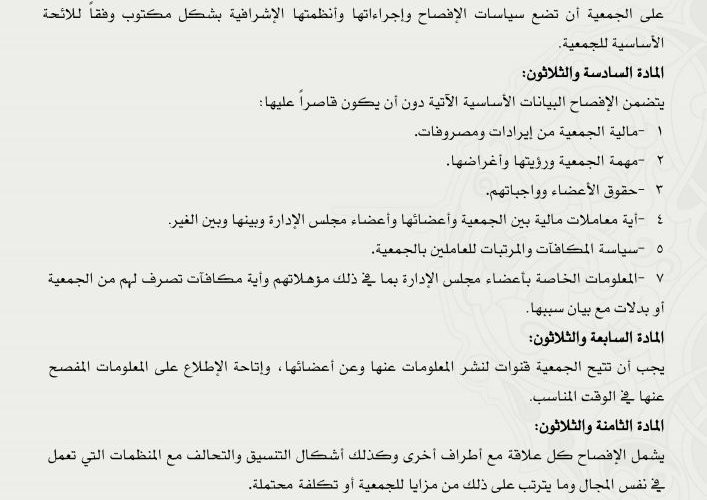 على الجمعية أن تضع سياسات الإفصاح وإجراءاتها وأنظمتها الإشرافية بشكل مكتوب وفقاً للائحة
الأساسية للجمعية.
المادة السادسة والثلاثون:
يتضمن الإفصاح البيانات الأساسية الآتية دون أن يكون قاصراً عليها:
١ -مالية الجمعية من إيرادات ومصروفات.
٢ -مهمة الجمعية ورؤيتها وأغراضها.
٣ -حقوق الأعضاء وواجباتهم.
٤ -أية معاملات مالية بين الجمعية وأعضائها وأعضاء مجلس الإدارة وبينها وبين الغير.
٥ -سياسة المكافآت والمرتبات للعاملين بالجمعية.
٧ -المعلومات الخاصة بأعضاء مجلس الإدارة بما في ذلك مؤهلاتهم وأية مكافآت تصرف لهم من الجمعية
أو بدلات مع بيان سببها.
المادة السابعة والثلاثون:
يجب أن تتيح الجمعية قنوات لنشر المعلومات عنها وعن أعضائها، وإتاحة الإطلاع على المعلومات المفصح
عنها في الوقت المناسب.
المادة الثامنة والثلاثون:
يشمل الإفصاح كل علاقة مع أطراف أخرى وكذلك أشكال التنسيق والتحالف مع المنظمات التي تعمل
في نفس المجال وما يترتب على ذلك من مزايا للجمعية أو تكلفة محتملة.